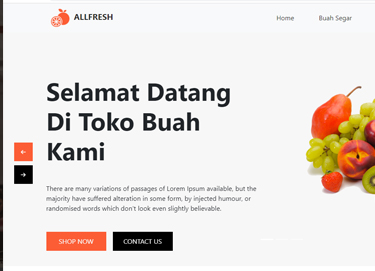 ALLFRESH
Home
Buah Segar
Selamat Datang
Di Toko Buah
Kami
There are many variations of passages of Lorem Ipsum available, but the
majority have suffered alteration in some form, by injected humour, or
randomised words which don't look even slightly believable.
SHOP NOW
CONTACT US